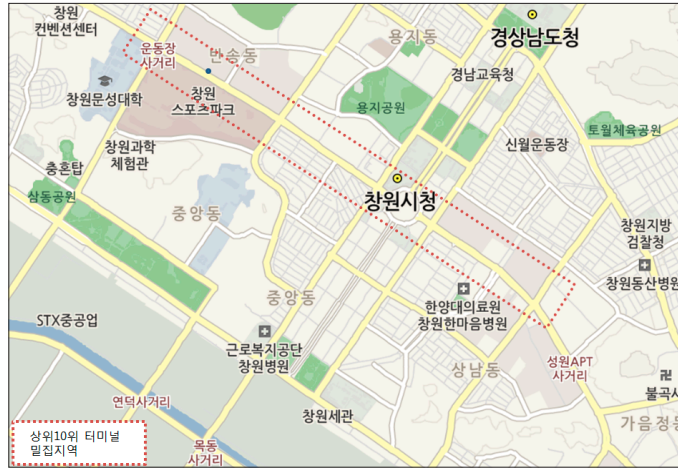 창원
컨벤션센터
운동장
사거리
반송동
용지동
경상남도청
경남교육청
창원문성대학
창원
스포츠파크
용지공원
토월체육공원
신월운동장
창원과학
체험관
충혼탑
삼동공원
창원시청
중앙동
창원지방
검찰청
창원동산병원
중앙동
한양대의료원
창원한마음병원
STX중공업
근로복지공단
창원병원
상남동
성원APT
사거리
불곡사
연덕사거리
창원세관
가음정동
목동
사거리
상위10위 터미널
밀집지역